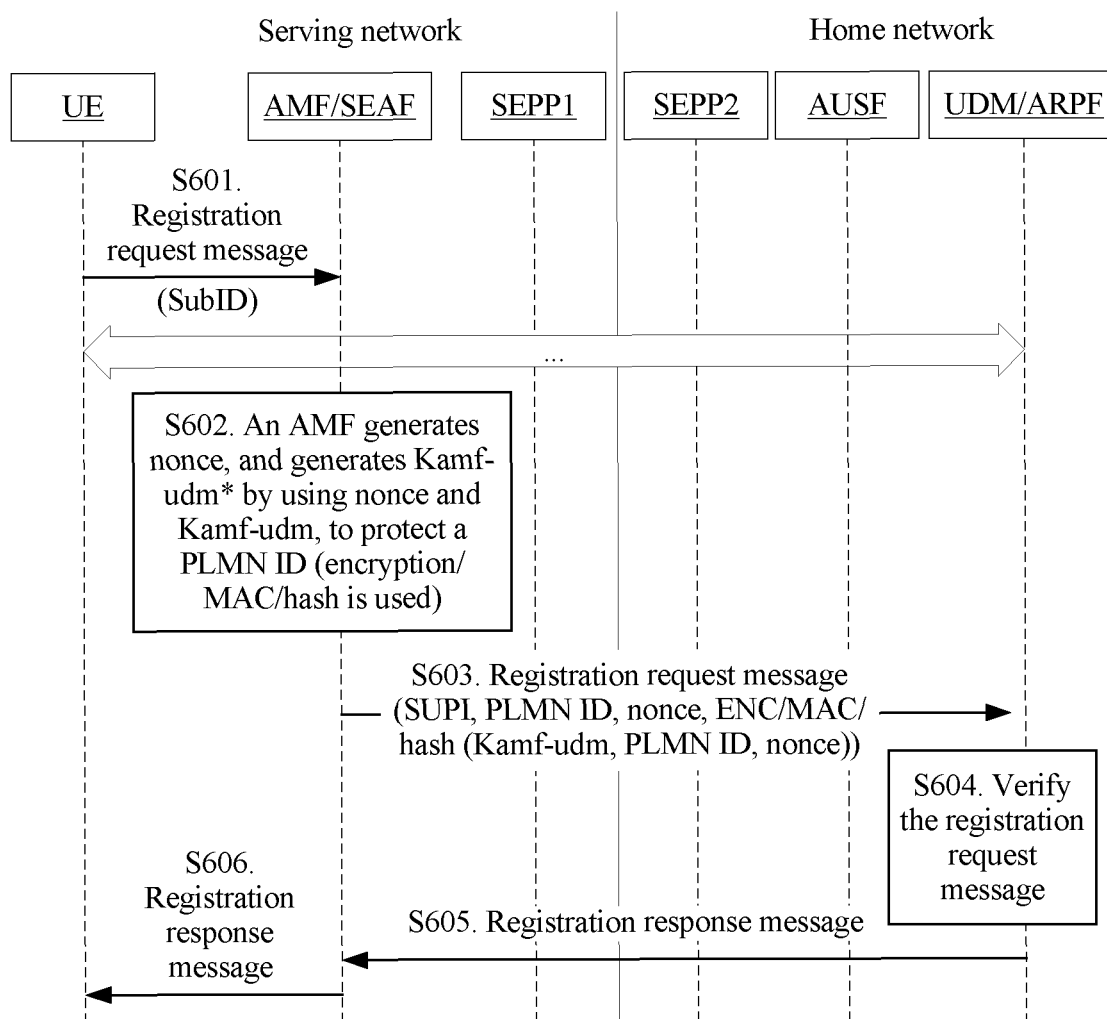 Serving network
Home network
UE
AMF/SEAF
SEPP1
SEPP2
AUSF
UDM/ARPF
S601.
Registration
request message
(SubID)
...
S602. An AMF generates
nonce, and generates Kamf-
udm* by using nonce and
Kamf-udm, to protect a
PLMN ID (encryption/
MAC/hash is used)
S603. Registration request message
(SUPI, PLMN ID, nonce, ENC/MAC/
hash (Kamf-udm, PLMN ID, nonce))
S604. Verify
the registration
request
message
S605. Registration response message
S606.
Registration
response
message